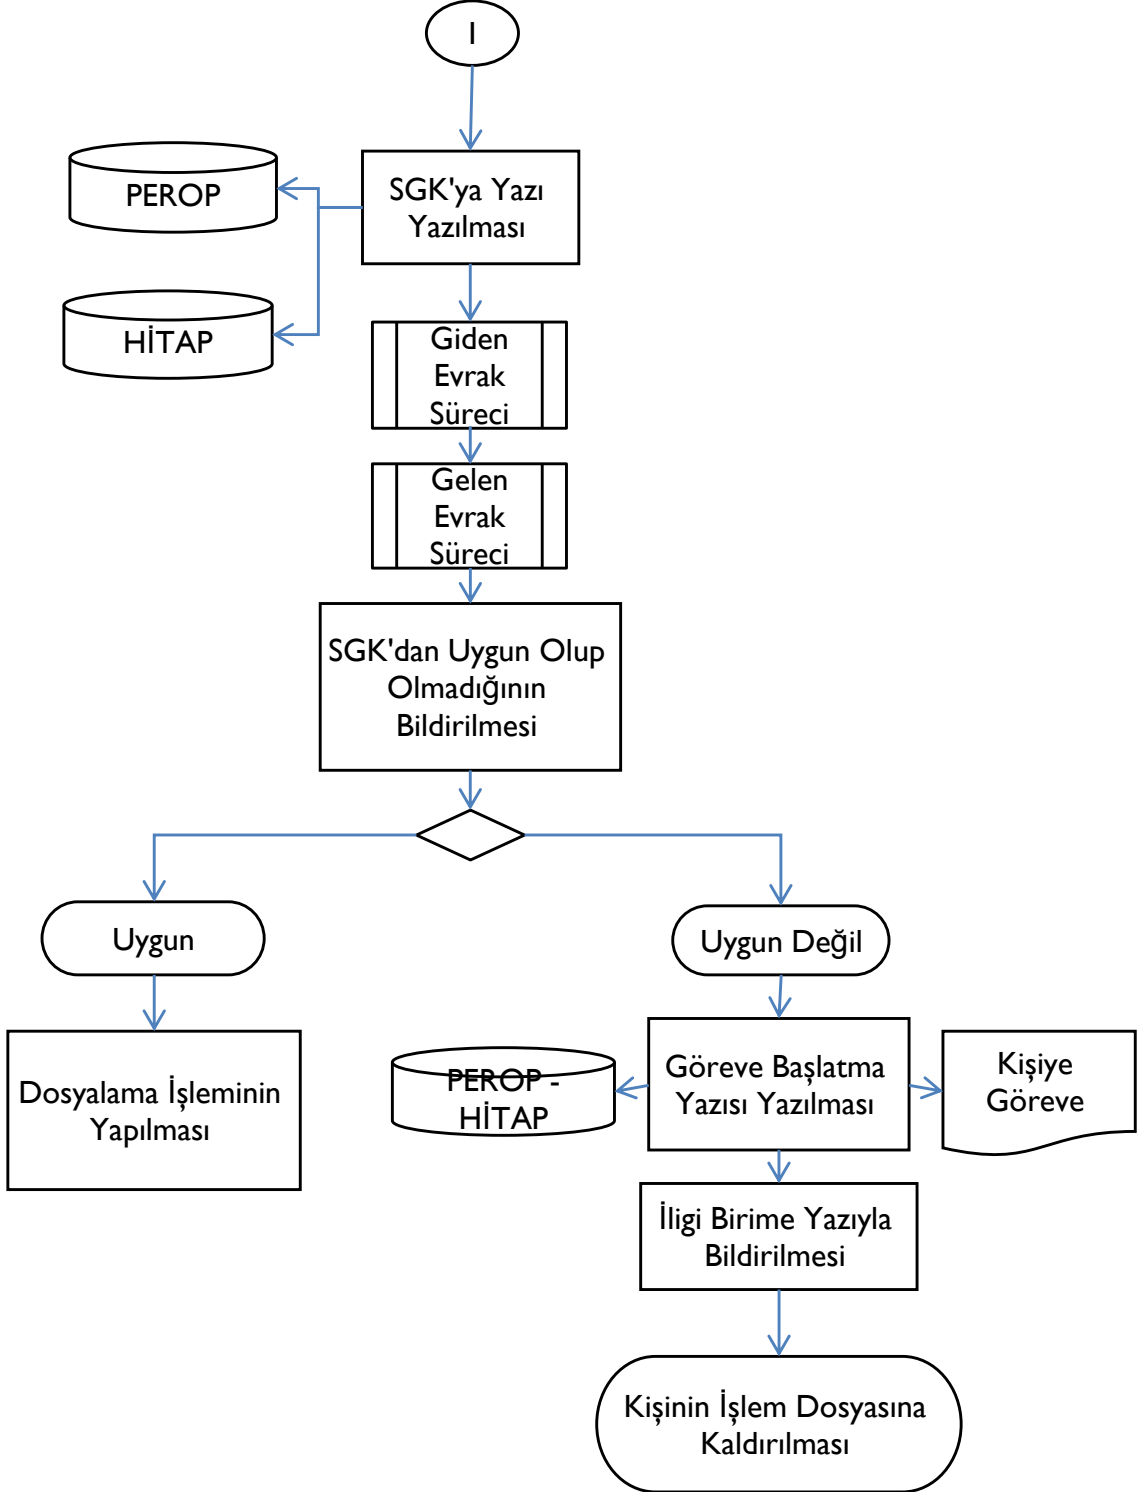 1
SGK'ya Yazı
Yazılması
PEROP
HİTAP
Giden
Evrak
Süreci
Gelen
Evrak
Süreci
SGK'dan Uygun Olup
Olmadığının
Bildirilmesi
Uygun
Uygun Değil
Dosyalama İşleminin
Yapılması
PEROP -
HİTAP
Göreve Başlatma
Yazısı Yazılması
Kişiye
Göreve
İligi Birime Yazıyla
Bildirilmesi
Kişinin İşlem Dosyasına
Kaldırılması